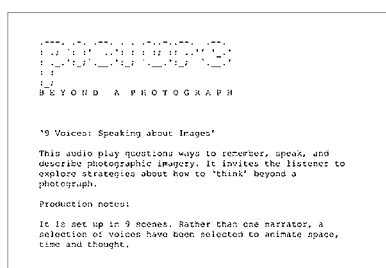 BEYOND A PHOTOGRAPH
'9 Voices: Speaking about Images'
This audio play questions ways to remember, speak, and
describe photographic imagery. It invites the listener to
explore strategies about how to 'think' beyond a
photograph.
Production notes:
It is set up in 9 scenes. Rather than one narrator, a
selection of voices have been selected to animate space,
time and thought.